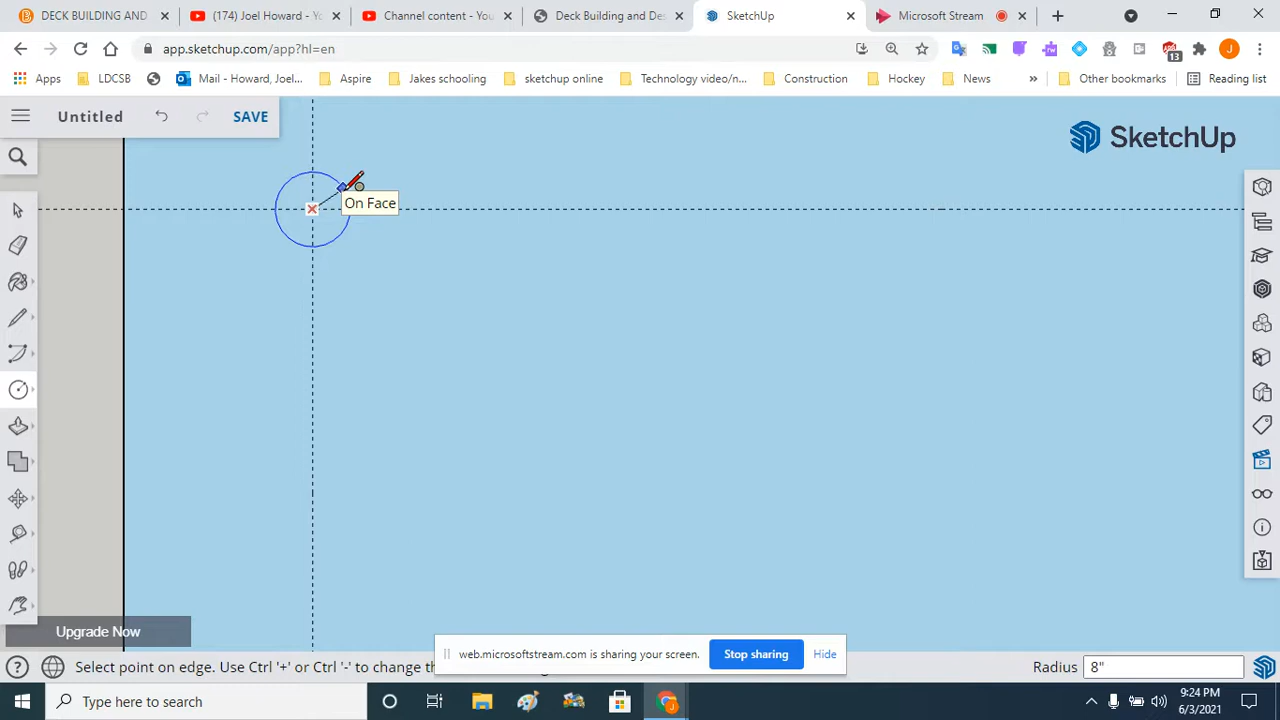 DECK BUILDING AND
(174) Joel Howard - Y
Channel content - You
Deck Building and Des
SketchUp
Microsoft Stream
app.sketchup.com/app?hl=en
13
J
Apps
LDCSB
Mail - Howard, Joel...
Aspire
Jakes schooling
sketchup online
Technology video/n...
Construction
Hockey
News
»
Other bookmarks
Reading list
Untitled
SAVE
SketchUp
On Face
Upgrade Now
web.microsoftstream.com is sharing your screen.
Stop sharing
Hide
Select point on edge. Use Ctrl '+' or Ctrl '-' to change th
Radius
8"
Type here to search
9:24 PM
6/3/2021